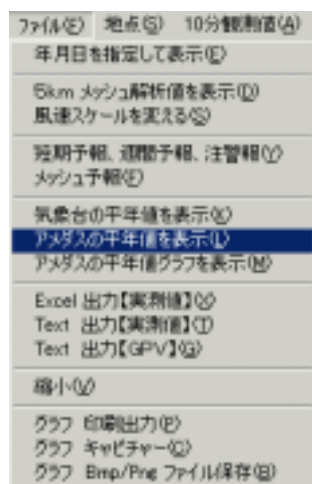 ファイル(E) 地点(S) 10分観測値(A)
年月日を指定して表示(E)
5km メッシュ解析値を表示(D)
風速スケールを変える(S)
短期予報、週間予報、注警報(Y)
メッシュ予報(F)
気象台の平年値を表示(K)
アメダスの平年値を表示(L)
アメダスの平年値グラフを表示(M)
Excel 出力【実測値】(X)
Text 出力【実測値】(T)
Text 出力【GPV】(G)
縮小(V)
グラフ 印刷出力(P)
グラフ キャピチャー(C)
グラフ Bmp/Png ファイル保存(B)